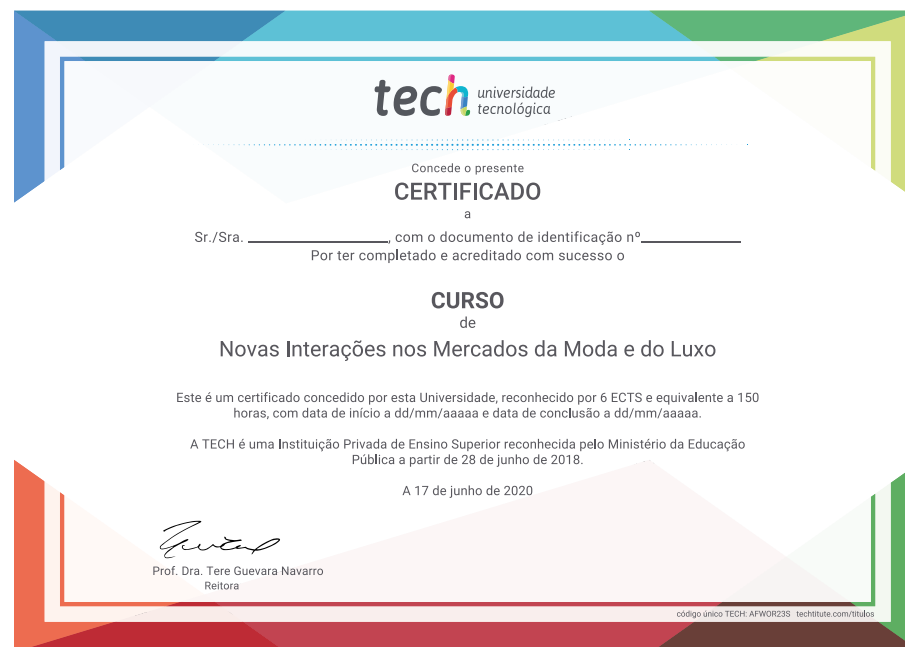 tech universidade
tecnológica
Concede o presente
CERTIFICADO
a
Sr./Sra. ________________, com o documento de identificação nº____________
Por ter completado e acreditado com sucesso o
CURSO
de
Novas Interações nos Mercados da Moda e do Luxo
Este é um certificado concedido por esta Universidade, reconhecido por 6 ECTS e equivalente a 150
horas, com data de início a dd/mm/aaaaa e data de conclusão a dd/mm/aaaaa.
A TECH é uma Instituição Privada de Ensino Superior reconhecida pelo Ministério da Educação
Pública a partir de 28 de junho de 2018.
A 17 de junho de 2020
Prof. Dra. Tere Guevara Navarro
Reitora
código único TECH: AFWOR23S techtitute.com/títulos